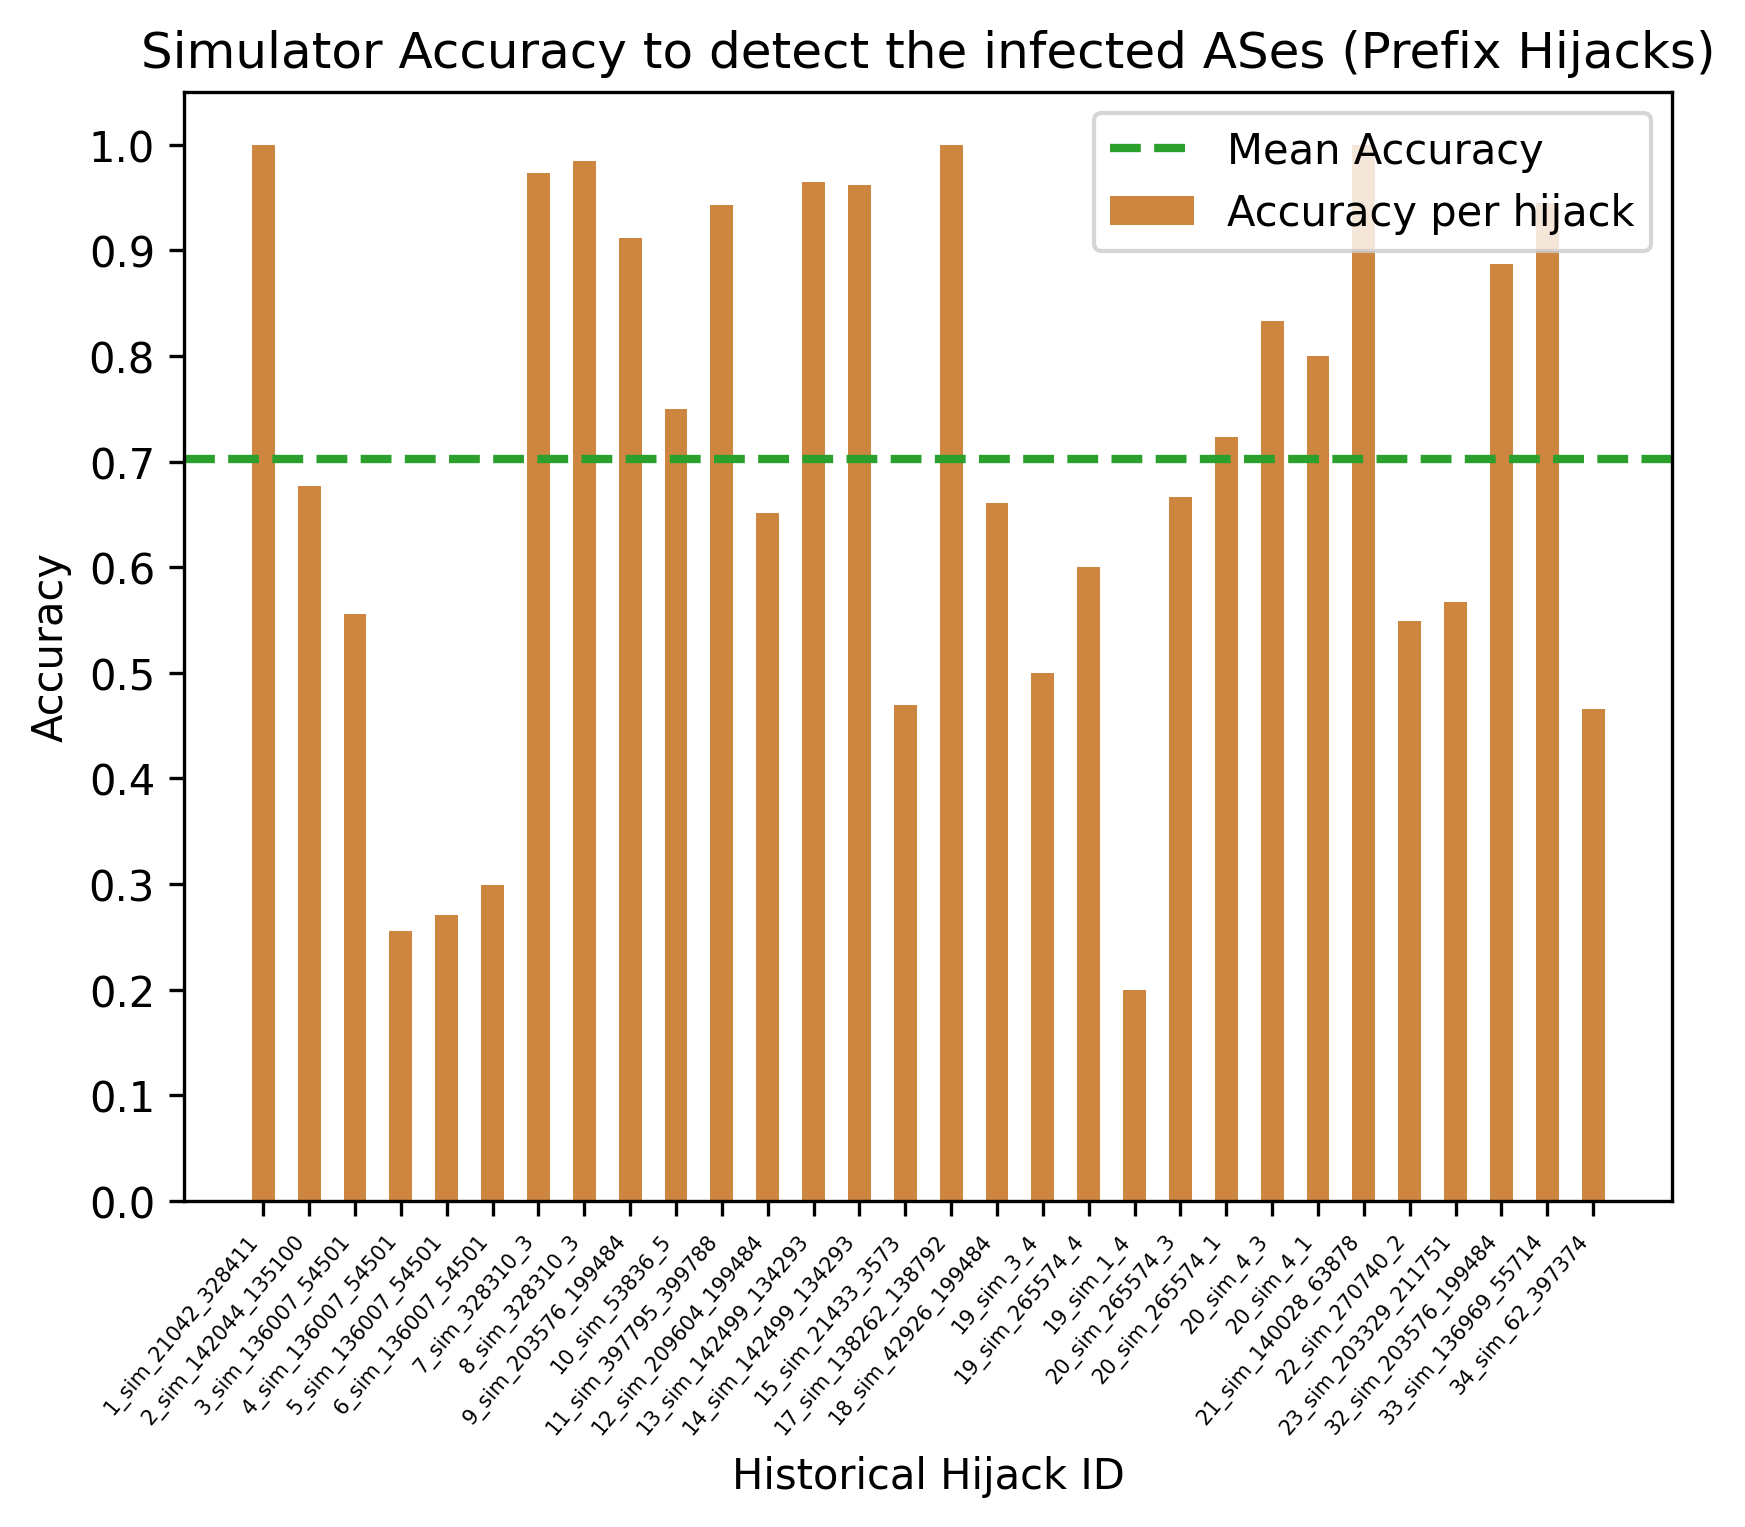 Simulator Accuracy to detect the infected ASes (Prefix Hijacks)
Mean Accuracy
Accuracy per hijack
1.0
0.9
0.8
0.7
0.6
0.5
0.4
0.3
0.2
0.1
0.0
Accuracy
1_sim_21042_328411
2_sim_142044_135100
3_sim_136007_54501
4_sim_136007_54501
5_sim_136007_54501
6_sim_136007_54501
7_sim_328310_3
8_sim_328310_3
9_sim_203576_199484
10_sim_53836_5
11_sim_397795_399788
12_sim_209604_199484
13_sim_142499_134293
14_sim_142499_134293
15_sim_21433_3573
17_sim_138262_138792
18_sim_42926_199484
19_sim_3_4
19_sim_265574_4
19_sim_1_4
20_sim_265574_3
20_sim_265574_1
20_sim_4_3
20_sim_4_1
21_sim_140028_63878
22_sim_270740_2
23_sim_203329_211751
32_sim_203576_199484
33_sim_136969_55714
34_sim_62_397374
Historical Hijack ID